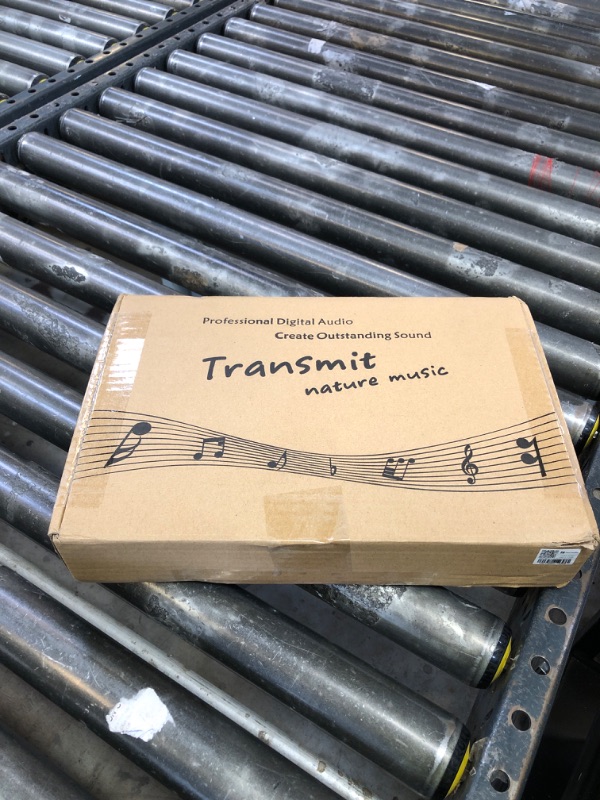 Professional Digital Audio
Create Outstanding Sound
Transmit
nature music